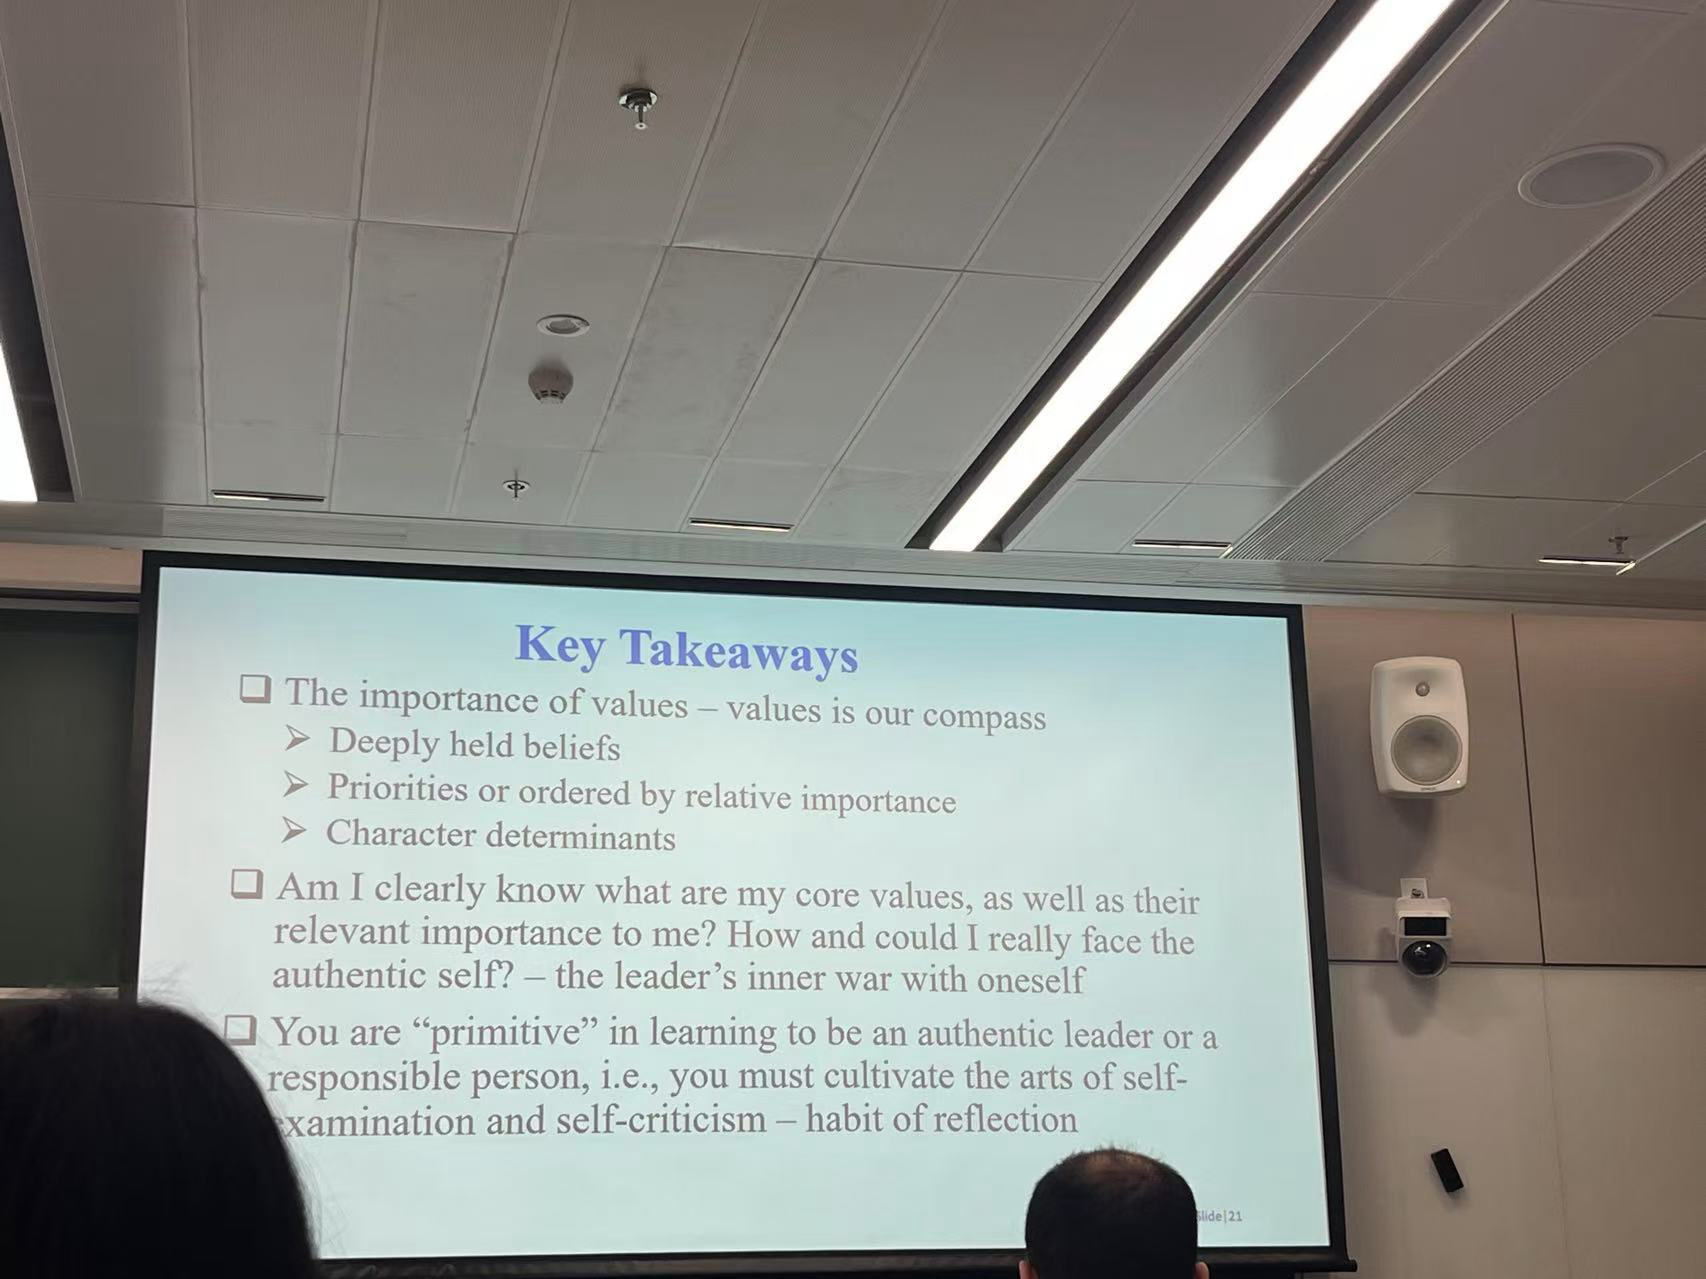 Key Takeaways
❑ The importance of values – values is our compass
➢ Deeply held beliefs
➢ Priorities or ordered by relative importance
➢ Character determinants
❑ Am I clearly know what are my core values, as well as their
relevant importance to me? How and could I really face the
authentic self? – the leader's inner war with oneself
❑ You are “primitive” in learning to be an authentic leader or a
responsible person, i.e., you must cultivate the arts of self-
xamination and self-criticism – habit of reflection
Slide|21